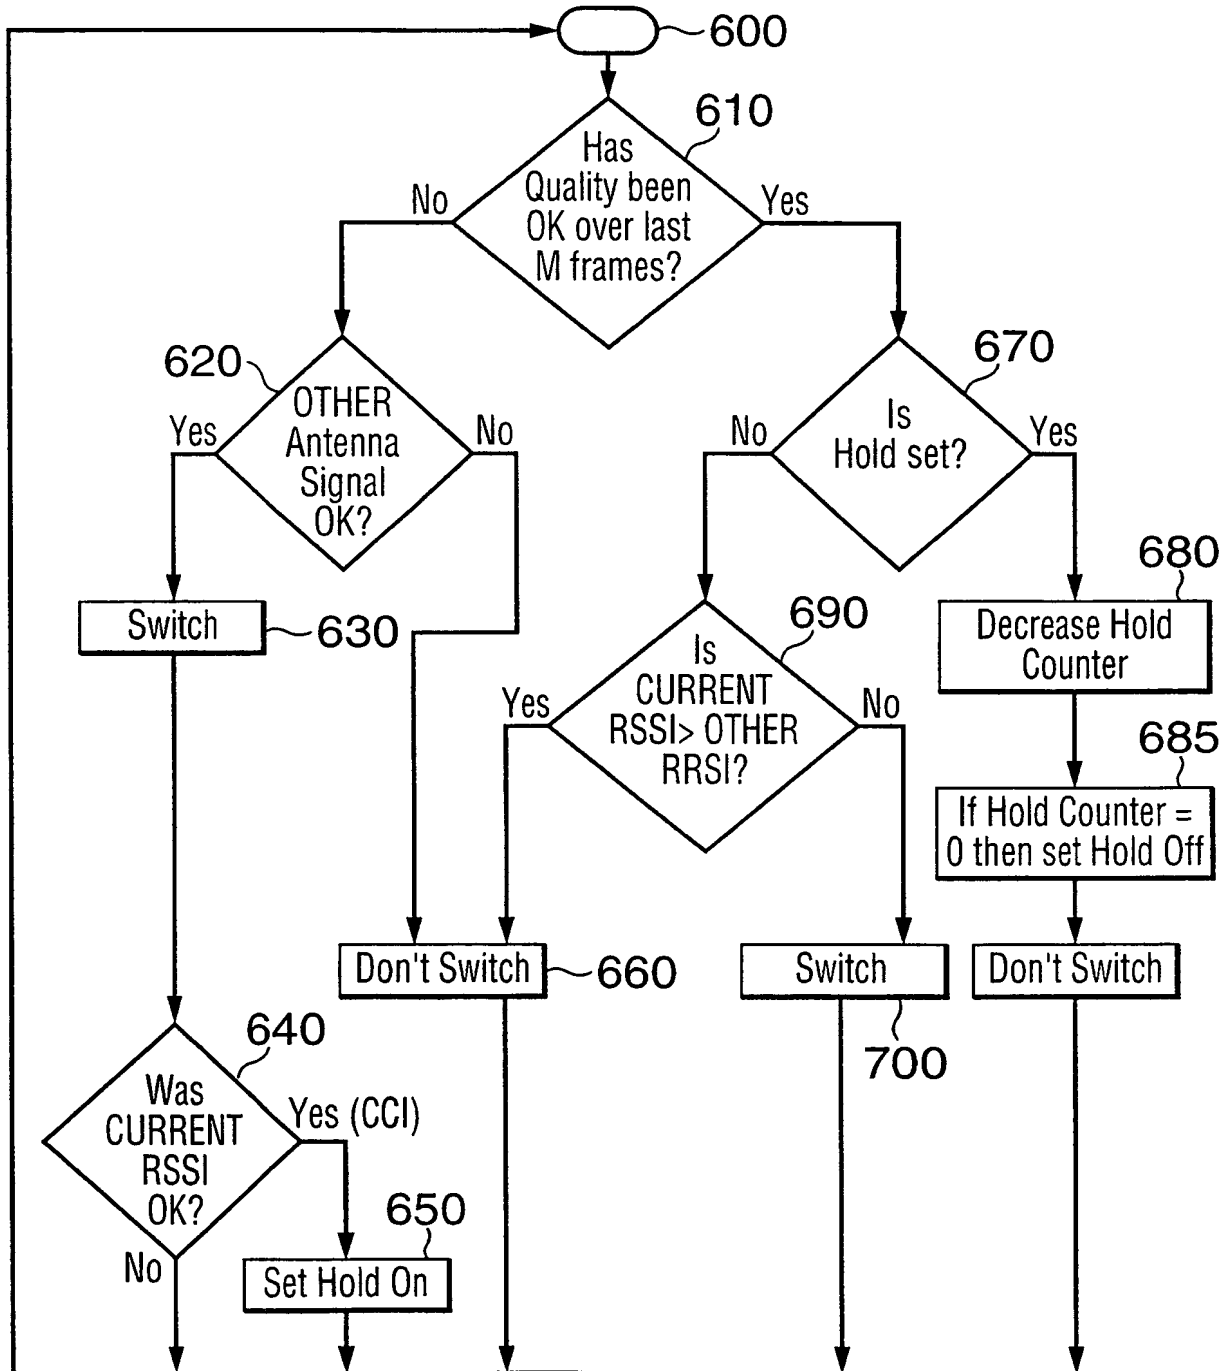 600
610
Has
Quality been
OK over last
M frames?
No
Yes
620
OTHER
Antenna
Signal
OK?
Yes
No
670
Is
Hold set?
No
Yes
Switch
630
690
Is
CURRENT
RSSI> OTHER
RRSI?
Yes
No
680
Decrease Hold
Counter
685
If Hold Counter =
0 then set Hold Off
Don't Switch
660
Switch
700
Don't Switch
640
Was
CURRENT
RSSI
OK?
Yes (CCI)
No
650
Set Hold On